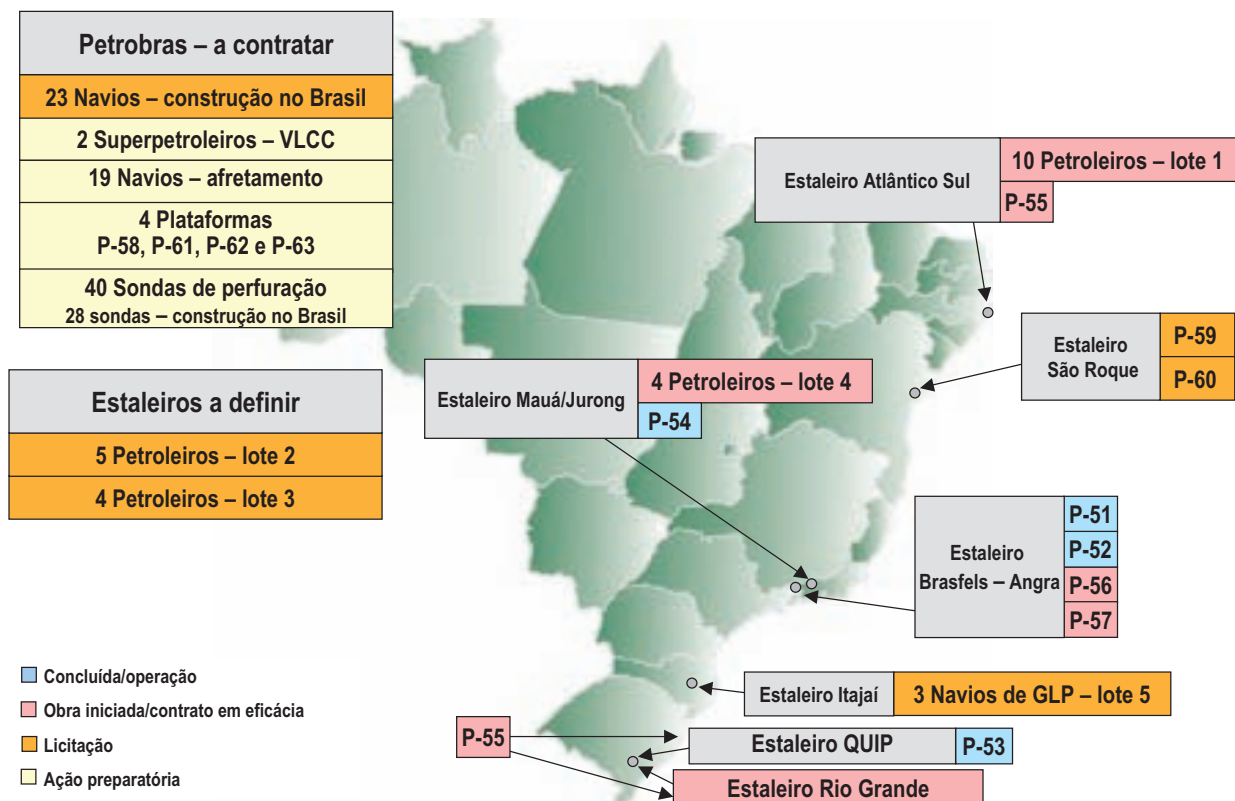 Petrobras – a contratar
23 Navios – construção no Brasil
2 Superpetroleiros – VLCC
19 Navios – afretamento
4 Plataformas
P-58, P-61, P-62 e P-63
40 Sondas de perfuração
28 sondas – construção no Brasil
Estaleiros a definir
5 Petroleiros – lote 2
4 Petroleiros – lote 3
Estaleiro Atlântico Sul
10 Petroleiros – lote 1
P-55
Estaleiro
São Roque
P-59
P-60
Estaleiro Mauá/Jurong
4 Petroleiros – lote 4
P-54
Estaleiro
Brasfels – Angra
P-51
P-52
P-56
P-57
Estaleiro Itajaí
3 Navios de GLP – lote 5
P-55
Estaleiro QUIP
P-53
Estaleiro Rio Grande
Concluída/operação
Obra iniciada/contrato em eficácia
Licitação
Ação preparatória